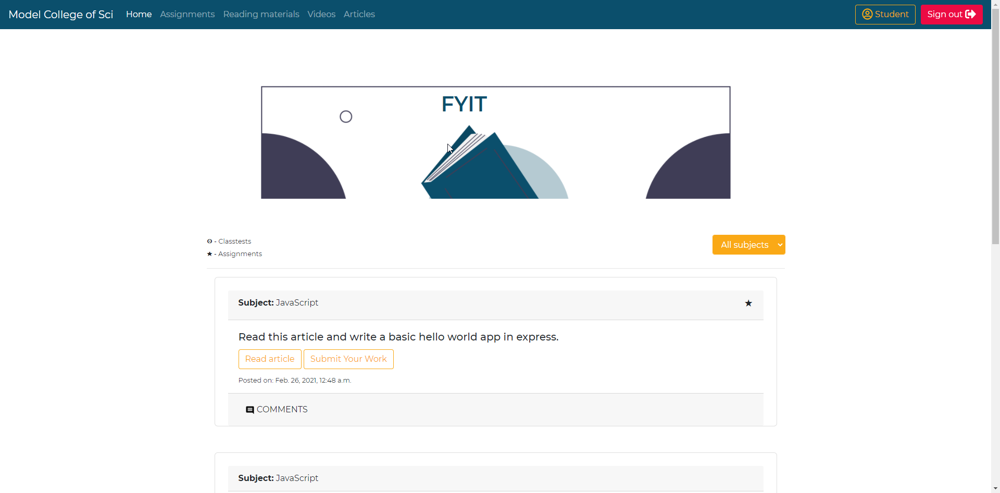 Model College of Sci Home Assignments Reading materials Videos Articles Student Sign out
FYIT
- Classtests
★ - Assignments
All subjects
Subject: JavaScript ★
Read this article and write a basic hello world app in express.
Read article Submit Your Work
Posted on: Feb. 26, 2021, 12:48 a.m.
COMMENTS
Subject: JavaScript